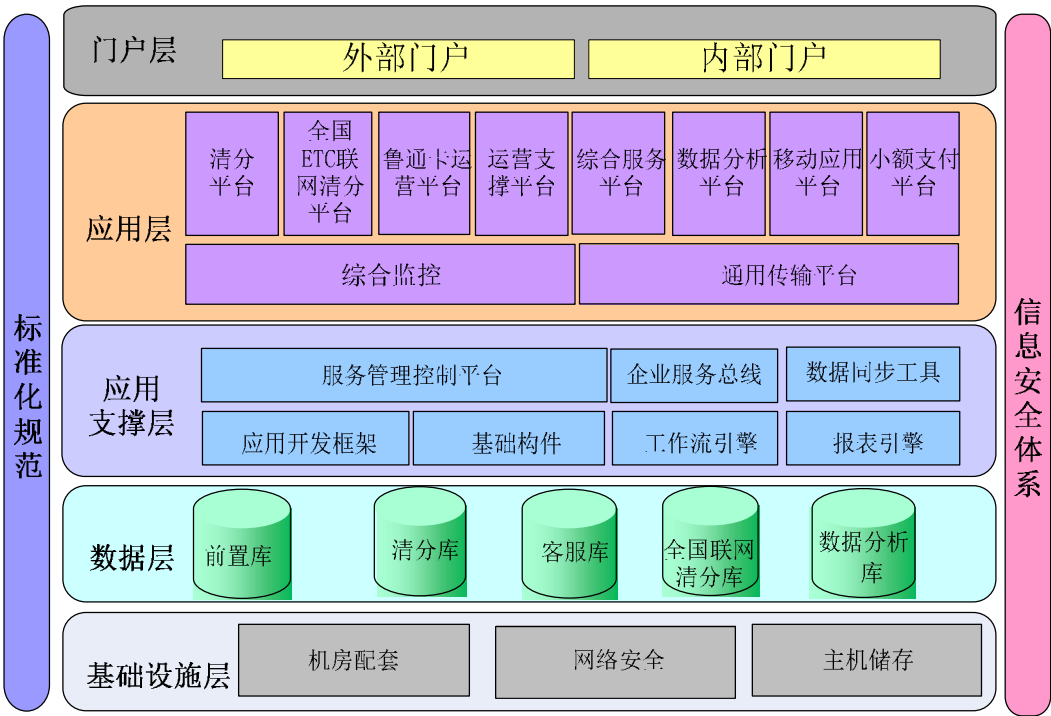 门户层
外部门户
内部门户
应用层
清分
平台
全国
ETC联
网清分
平台
鲁通卡运
营平台
运营支
撑平台
综合服务
平台
数据分析
平台
移动应用
平台
小额支付
平台
综合监控
通用传输平台
标准化规范
信息安全体系
应用
支撑层
服务管理控制平台
企业服务总线
数据同步工具
应用开发框架
基础构件
工作流引擎
报表引擎
数据层
前置库
清分库
客服库
全国联网
清分库
数据分析
库
基础设施层
机房配套
网络安全
主机储存